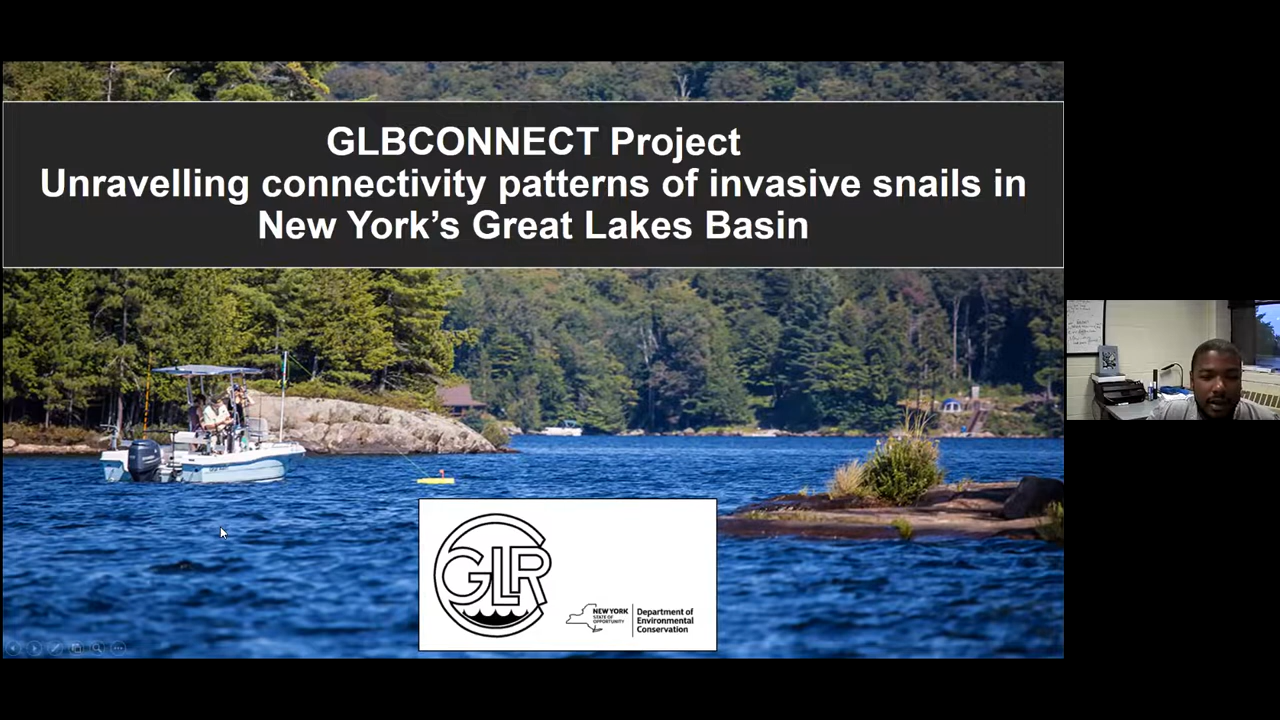 GLBCONNECT Project
Unravelling connectivity patterns of invasive snails in
New York’s Great Lakes Basin
GLR
NEW YORK
STATE OF
OPPORTUNITY
Department of
Environmental
Conservation